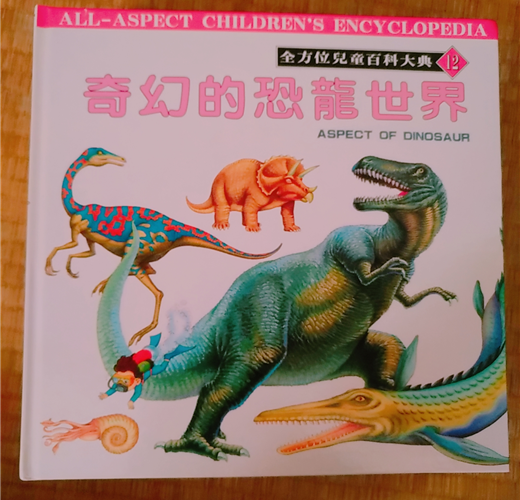 ALL-ASPECT CHILDREN'S ENCYCLOPEDIA
全方位兒童百科大典 12
奇幻的恐龍世界
ASPECT OF DINOSAUR